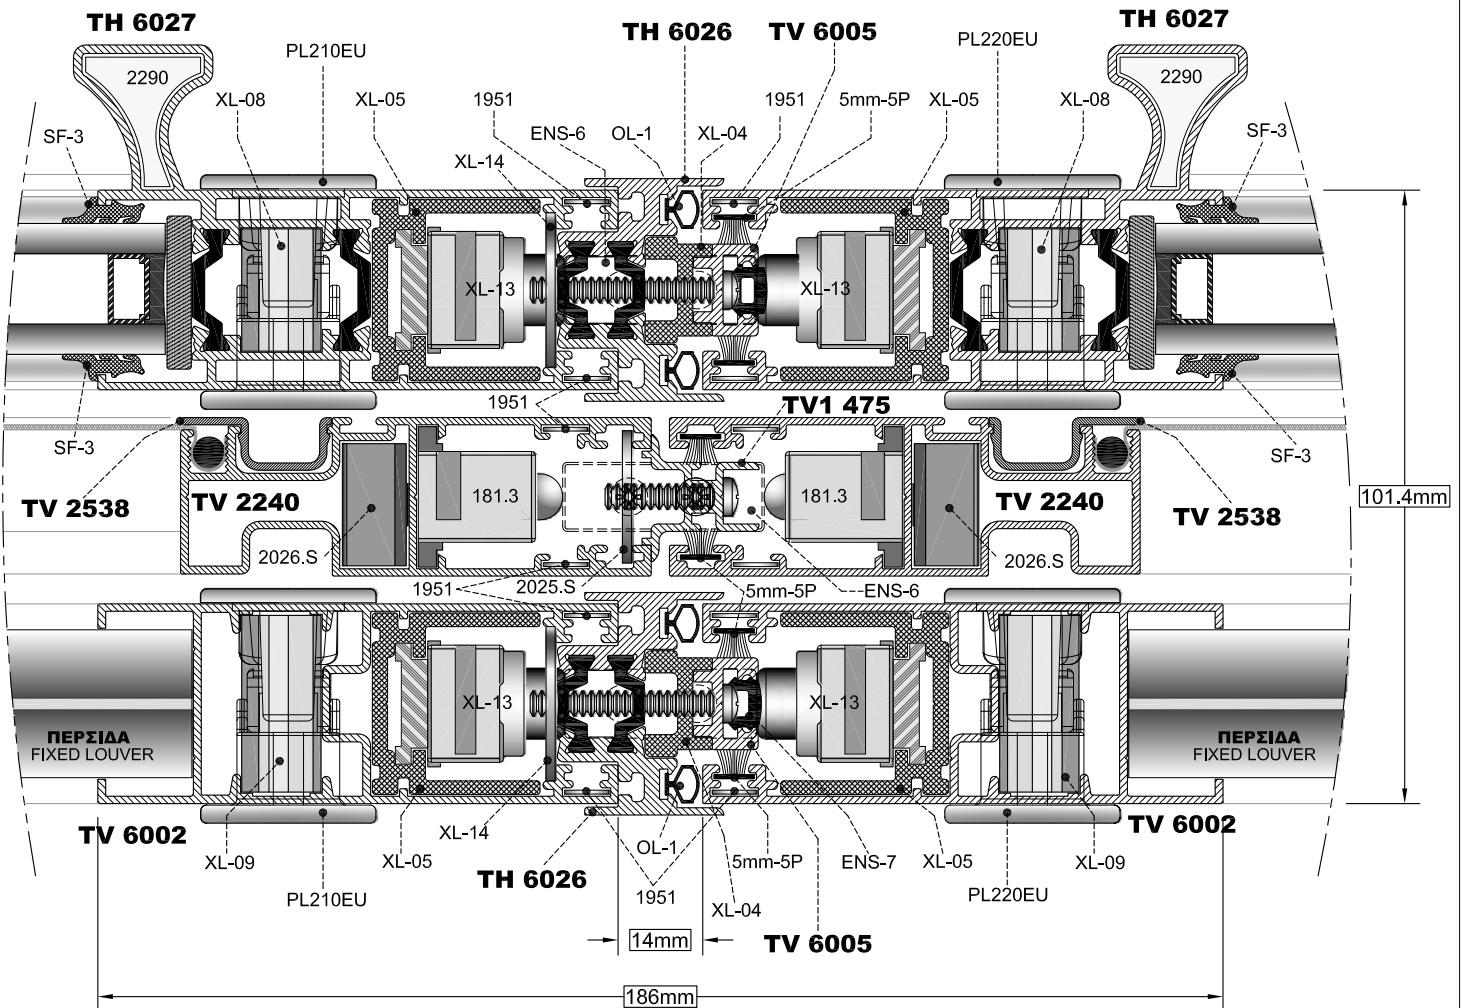 TH 6027
TH 6026
TV 6005
TH 6027
PL210EU
PL220EU
2290
2290
XL-08
XL-05
1951
1951
5mm-5P
XL-05
XL-08
SF-3
ENS-6
OL-1
XL-04
SF-3
XL-14
XL-13
XL-13
1951
TV1 475
SF-3
SF-3
TV 2538
TV 2240
181.3
181.3
TV 2240
TV 2538
101.4mm
2026.S
2026.S
1951
2025.S
5mm-5P
ENS-6
XL-13
XL-13
ΠΕΡΣΙΔΑ
FIXED LOUVER
ΠΕΡΣΙΔΑ
FIXED LOUVER
TV 6002
XL-14
TV 6002
XL-09
XL-05
OL-1
5mm-5P
ENS-7
XL-05
XL-09
TH 6026
PL210EU
1951
PL220EU
XL-04
14mm
TV 6005
186mm